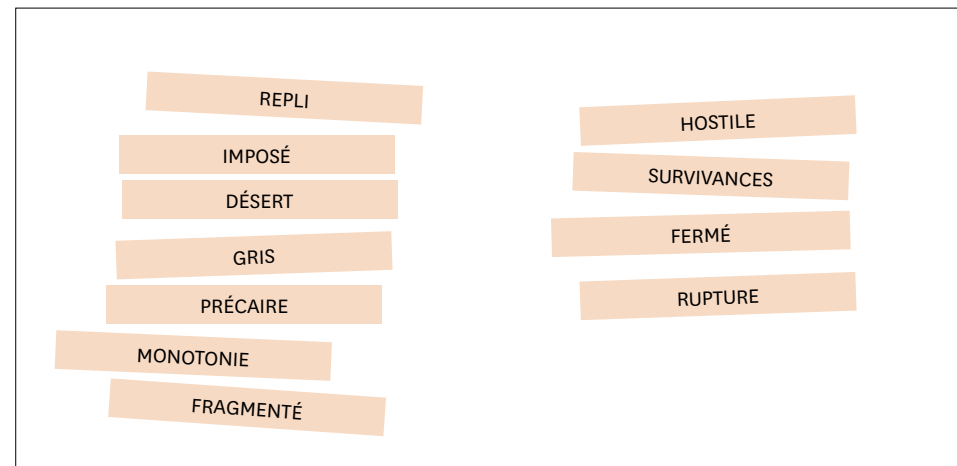 REPLI
IMPOSÉ
DÉSERT
GRIS
PRÉCAIRE
MONOTONIE
FRAGMENTÉ
HOSTILE
SURVIVANCES
FERMÉ
RUPTURE